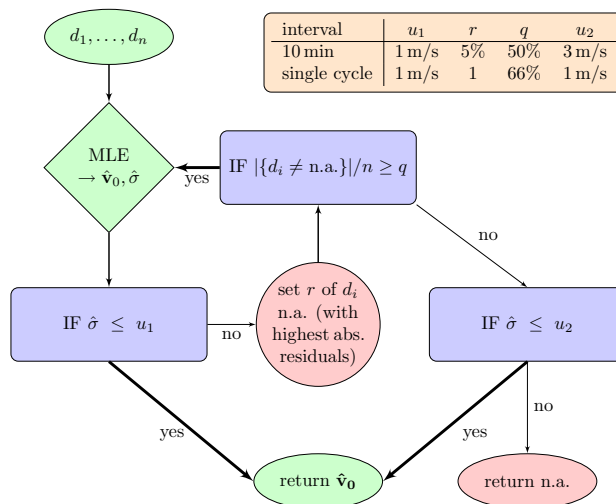 d₁, . . . , dₙ
interval u₁ r q u₂
10 min 1 m/s 5% 50% 3 m/s
single cycle 1 m/s 1 66% 1 m/s
MLE
→ v̂₀, σ̂
yes
IF |{dᵢ ≠ n.a.}|/n ≥ q
no
IF σ̂ ≤ u₁
no
set r of dᵢ
n.a. (with
highest abs.
residuals)
IF σ̂ ≤ u₂
yes
yes
no
return v̂₀
return n.a.